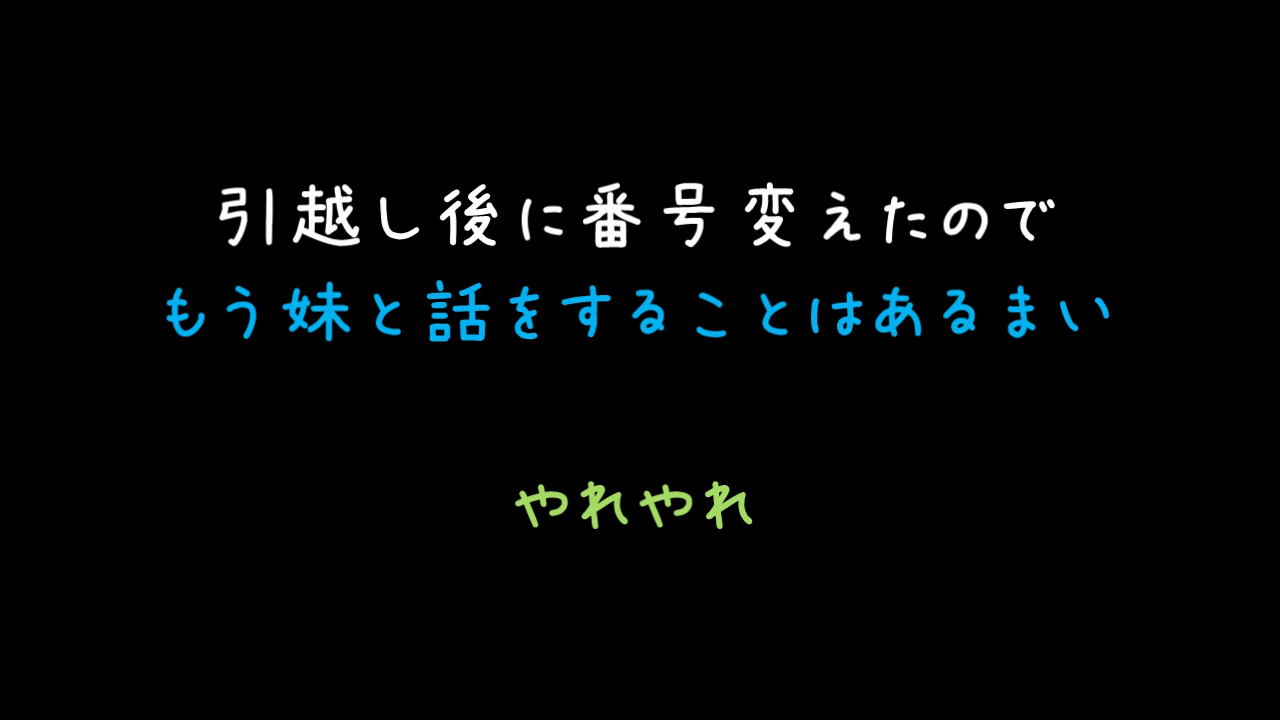 引越し後に番号変えたので
もう妹と話をすることはあるまい
やれやれ